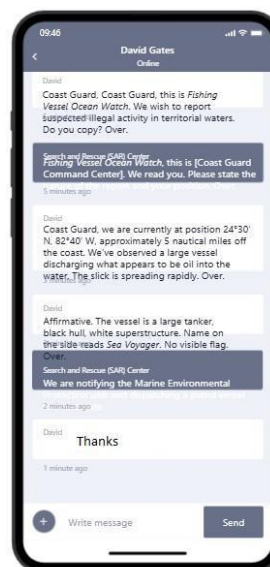 09:46
David Gates
Online
David
Coast Guard, Coast Guard, this is Fishing
Vessel Ocean Watch. We wish to report
suspected illegal activity in territorial waters.
Do you copy? Over.
Search and Rescue (SAR) Center
Fishing Vessel Ocean Watch, this is [Coast Guard
Command Center]. We read you. Please state the
5 minutes ago
David
Coast Guard, we are currently at position 24°30'
N, 82°40' W, approximately 5 nautical miles off
the coast. We've observed a large vessel
discharging what appears to be oil into the
water. The slick is spreading rapidly. Over.
3 minutes ago
David
Affirmative. The vessel is a large tanker,
black hull, white superstructure. Name on
the side reads Sea Voyager. No visible flag.
Over.
Search and Rescue (SAR) Center
We are notifying the Marine Environmental
2 minutes ago
David
Thanks
1 minute ago
+
Write message
Send